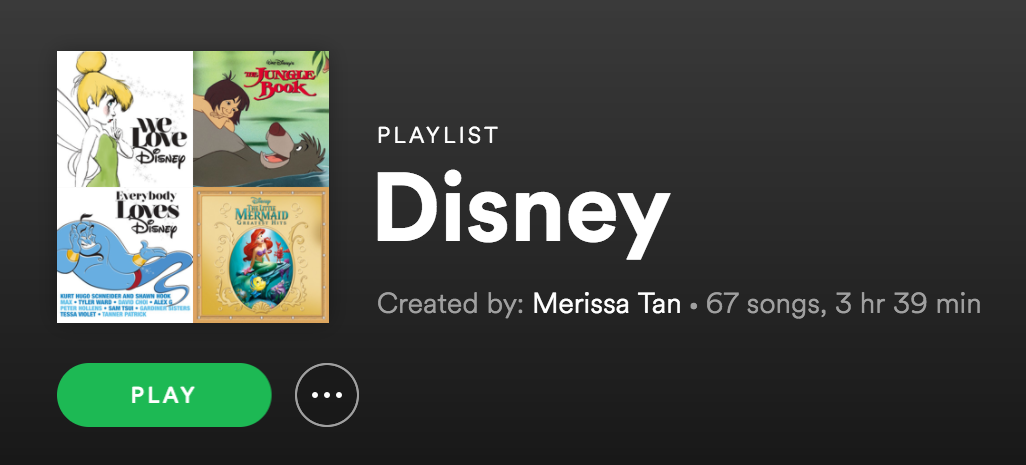 We
Love
Disney
Walt Disney's
THE JUNGLE
BOOK
Everybody
Loves
Disney
KURT HUGO SCHNEIDER AND SHAWN HOOK
MAX • TYLER WARD • DAVID CHOI • ALEX G
PETER HOLLENS • SAM TSUI • GARDINER SISTERS
TESSA VIOLET • TANNER PATRICK
Disney
THE LITTLE
MERMAID
GREATEST HITS
PLAYLIST
Disney
Created by: Merissa Tan • 67 songs, 3 hr 39 min
PLAY